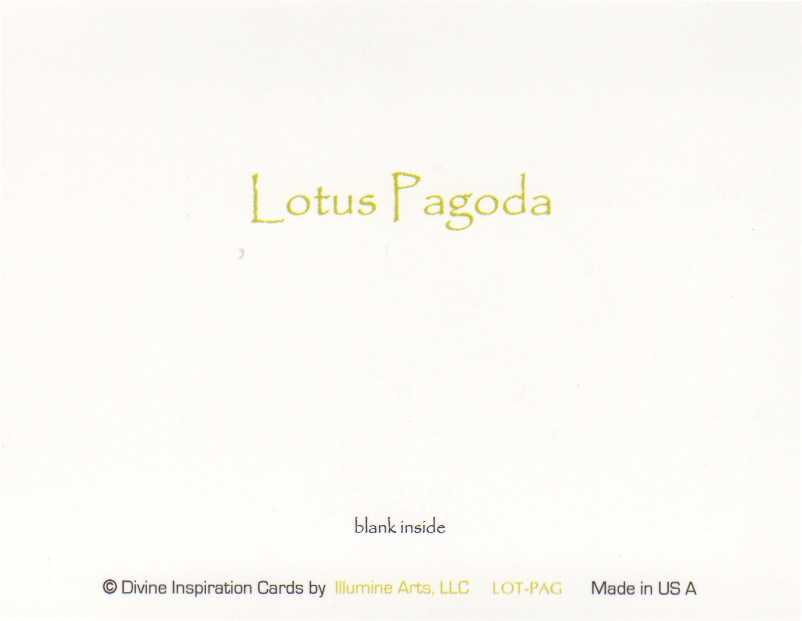 Lotus Pagoda
,
blank inside
© Divine Inspiration Cards by Illumine Arts, LLC LOT-PAG Made in US A